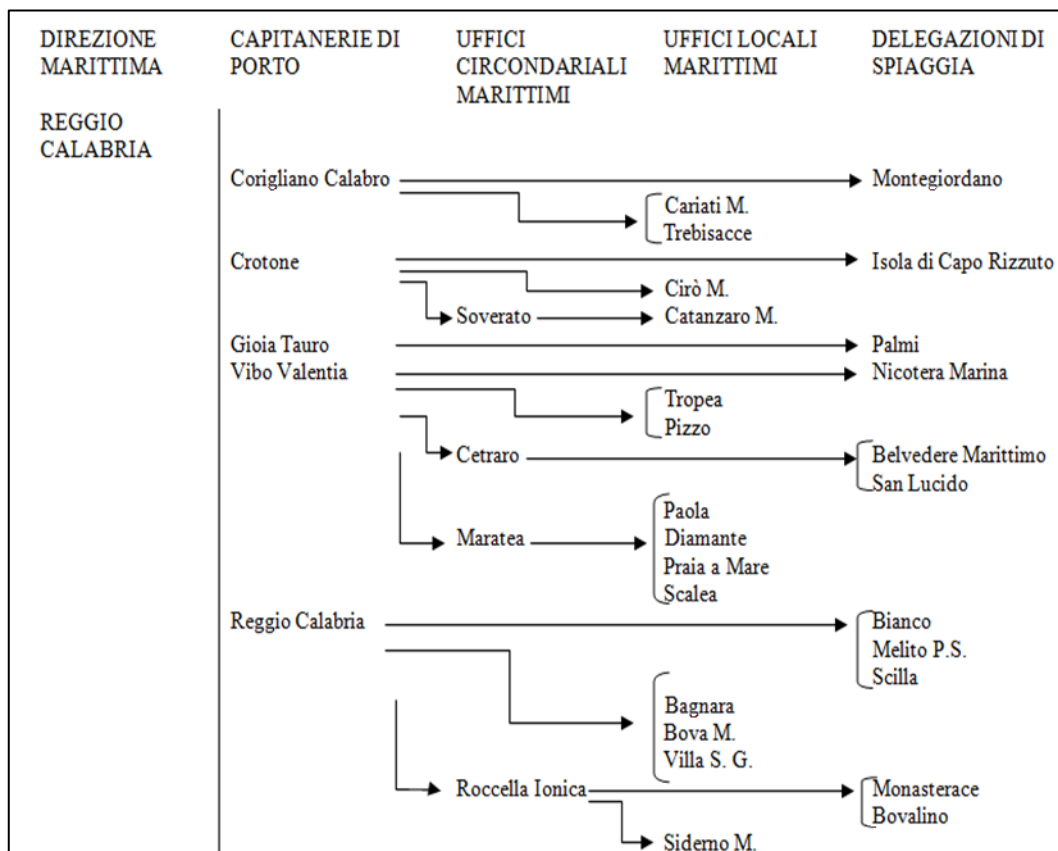 DIREZIONE MARITTIMA
CAPITANERIE DI PORTO
UFFICI CIRCONDARIALI MARITTIMI
UFFICI LOCALI MARITTIMI
DELEGAZIONI DI SPIAGGIA
REGGIO CALABRIA
Corigliano Calabro
Montegiordano
Cariati M.
Trebisacce
Crotone
Isola di Capo Rizzuto
Cirò M.
Soverato
Catanzaro M.
Gioia Tauro
Palmi
Vibo Valentia
Nicotera Marina
Tropea
Pizzo
Cetraro
Belvedere Marittimo
San Lucido
Maratea
Paola
Diamante
Praia a Mare
Scalea
Reggio Calabria
Bianco
Melito P.S.
Scilla
Bagnara
Bova M.
Villa S. G.
Roccella Ionica
Monasterace
Bovalino
Siderno M.